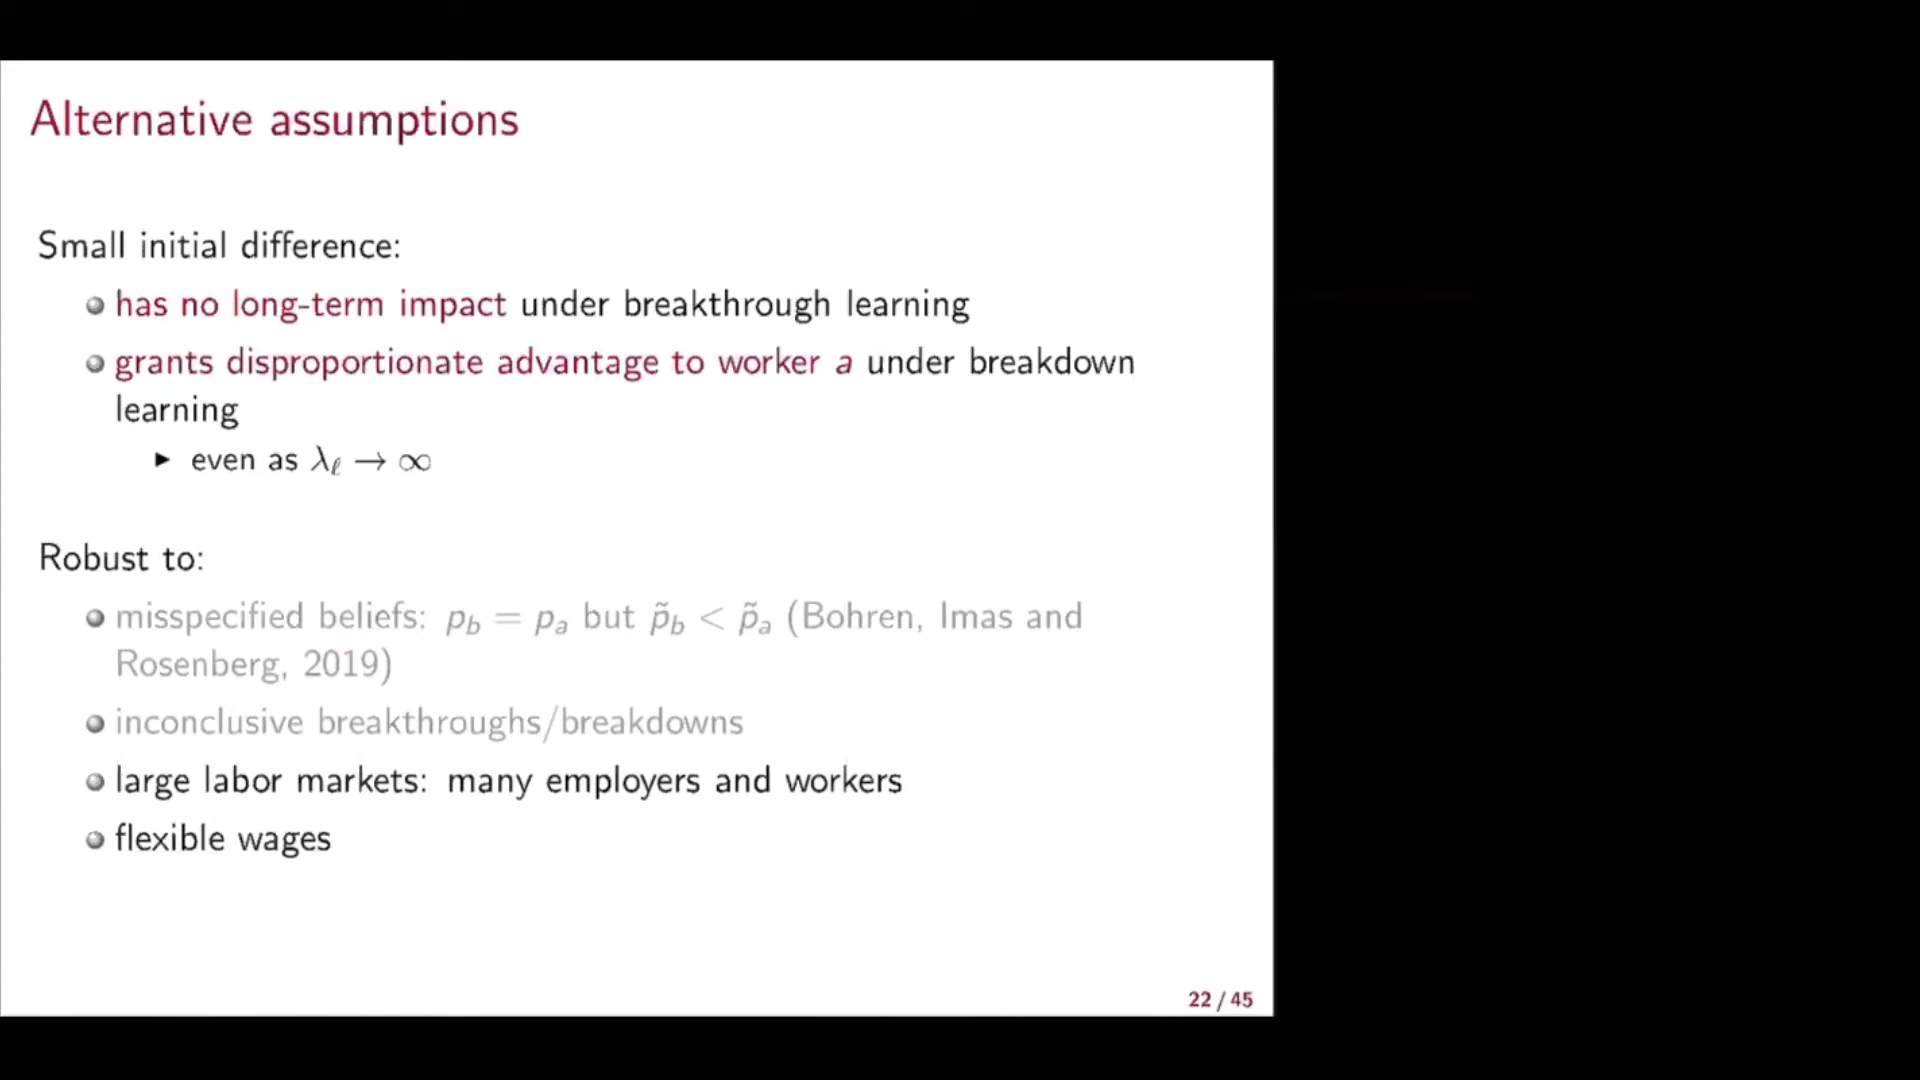 Alternative assumptions
Small initial difference:
has no long-term impact under breakthrough learning
grants disproportionate advantage to worker a under breakdown
learning
▶ even as λ_ℓ → ∞
Robust to:
misspecified beliefs: p_b = p_a but p̃_b < p̃_a (Bohren, Imas and
Rosenberg, 2019)
inconclusive breakthroughs/breakdowns
large labor markets: many employers and workers
flexible wages
22 / 45